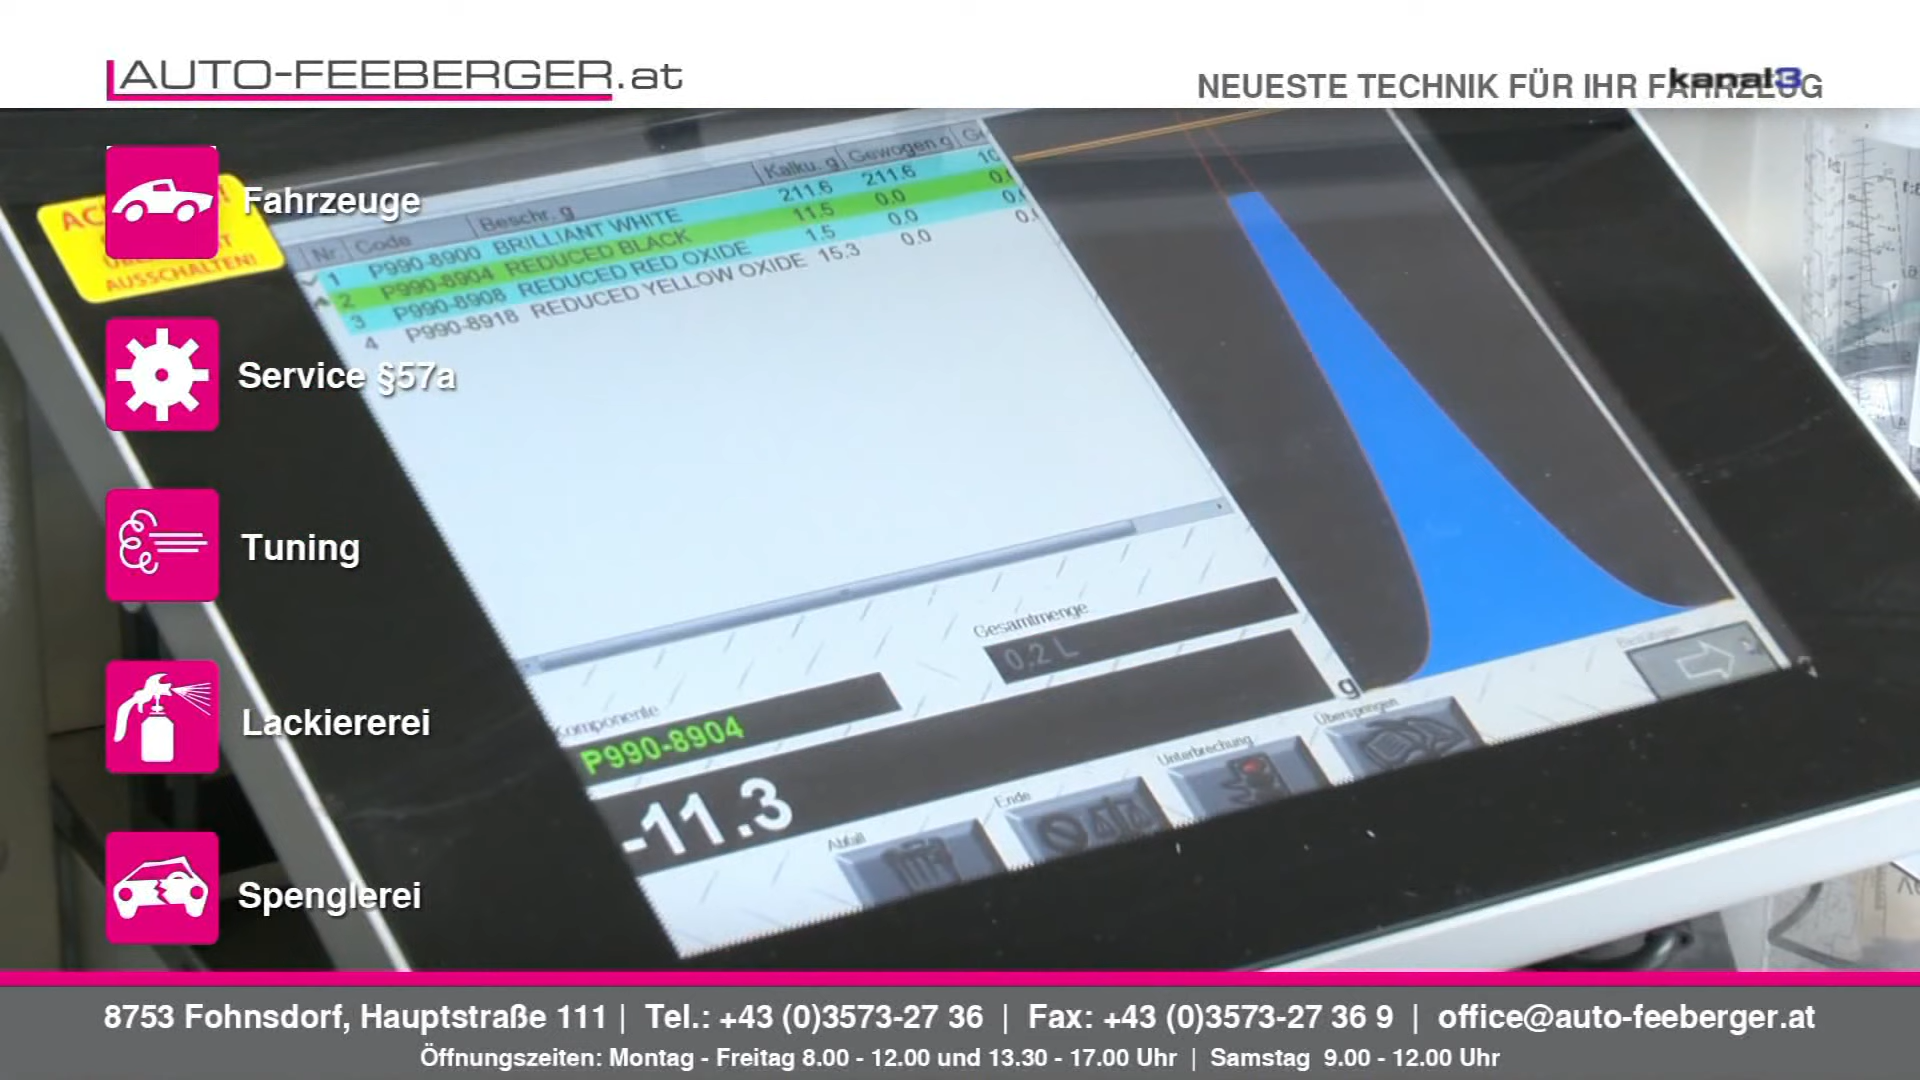 AUTO-FEEBERGER.at
NEUESTE TECHNIK FÜR IHR FAHRZEUG
kanal3
Fahrzeuge
AUSSCHALTEN!
Service §57a
Tuning
Lackiererei
Spenglerei
Nr Code Beschr. g Kalku. g Gewogen g
1 P990-8900 BRILLIANT WHITE 211.6 211.6
2 P990-8904 REDUCED BLACK 11.5 0.0
3 P990-8908 REDUCED RED OXIDE 1.5 0.0
4 P990-8918 REDUCED YELLOW OXIDE 15.3 0.0
Gesamtmenge
0,2 L
Komponente
P990-8904
-11.3
g
Abfall
Ende
Unterbrechung
Überspringen
8753 Fohnsdorf, Hauptstraße 111 | Tel.: +43 (0)3573-27 36 | Fax: +43 (0)3573-27 36 9 | office@auto-feeberger.at
Öffnungszeiten: Montag - Freitag 8.00 - 12.00 und 13.30 - 17.00 Uhr | Samstag 9.00 - 12.00 Uhr